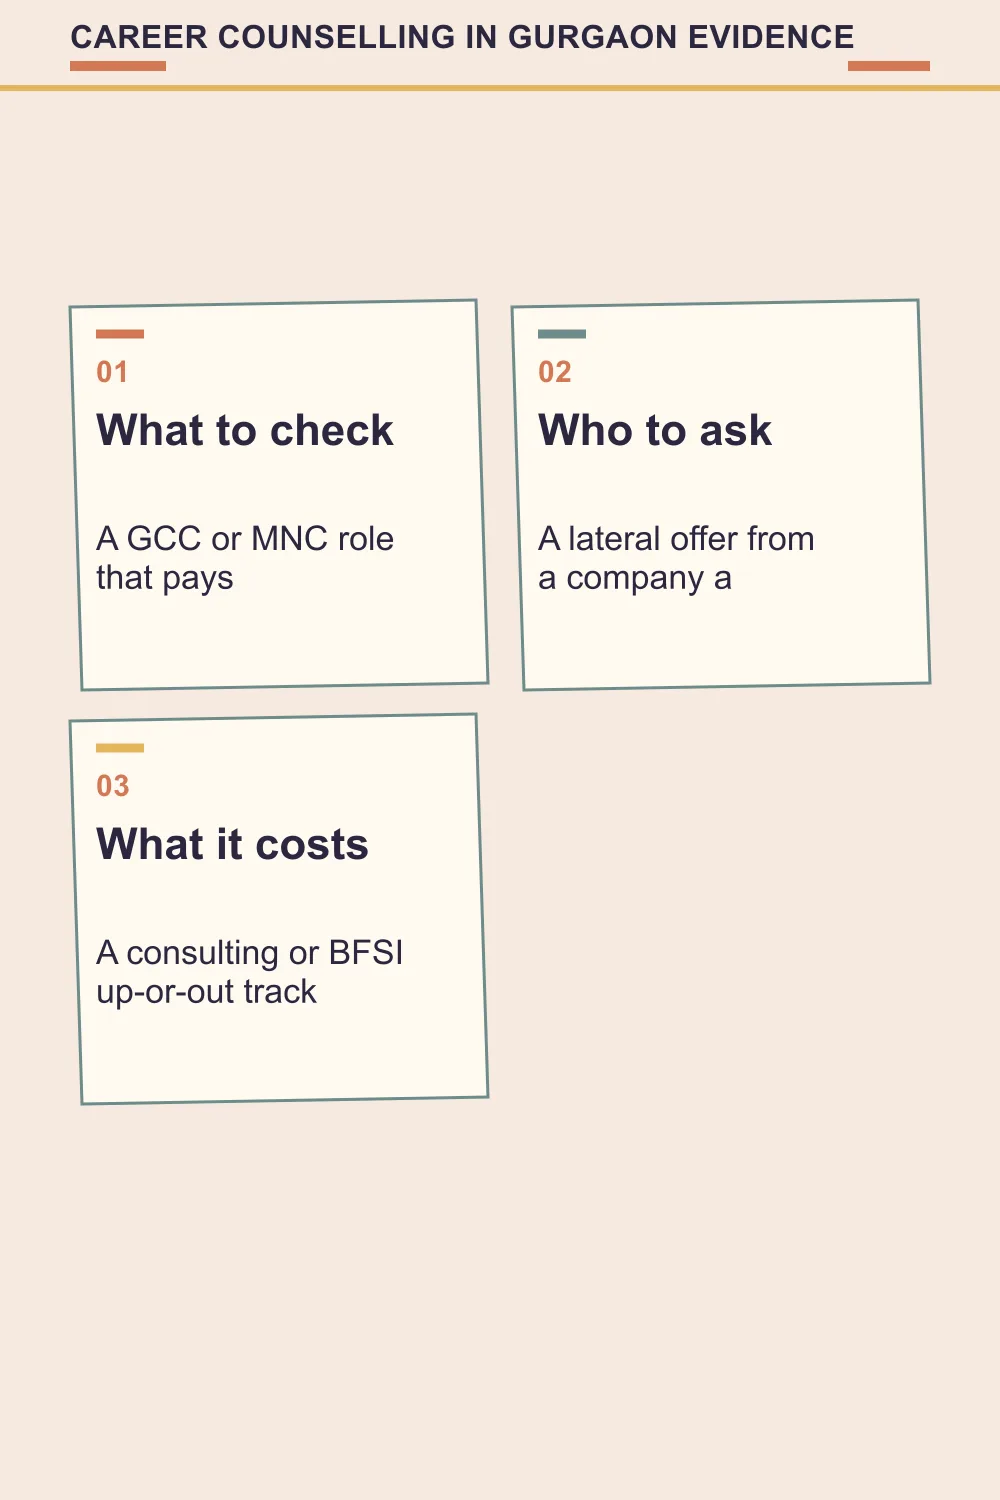 CAREER COUNSELLING IN GURGAON EVIDENCE
01
What to check
A GCC or MNC role
that pays
02
Who to ask
A lateral offer from
a company a
03
What it costs
A consulting or BFSI
up-or-out track